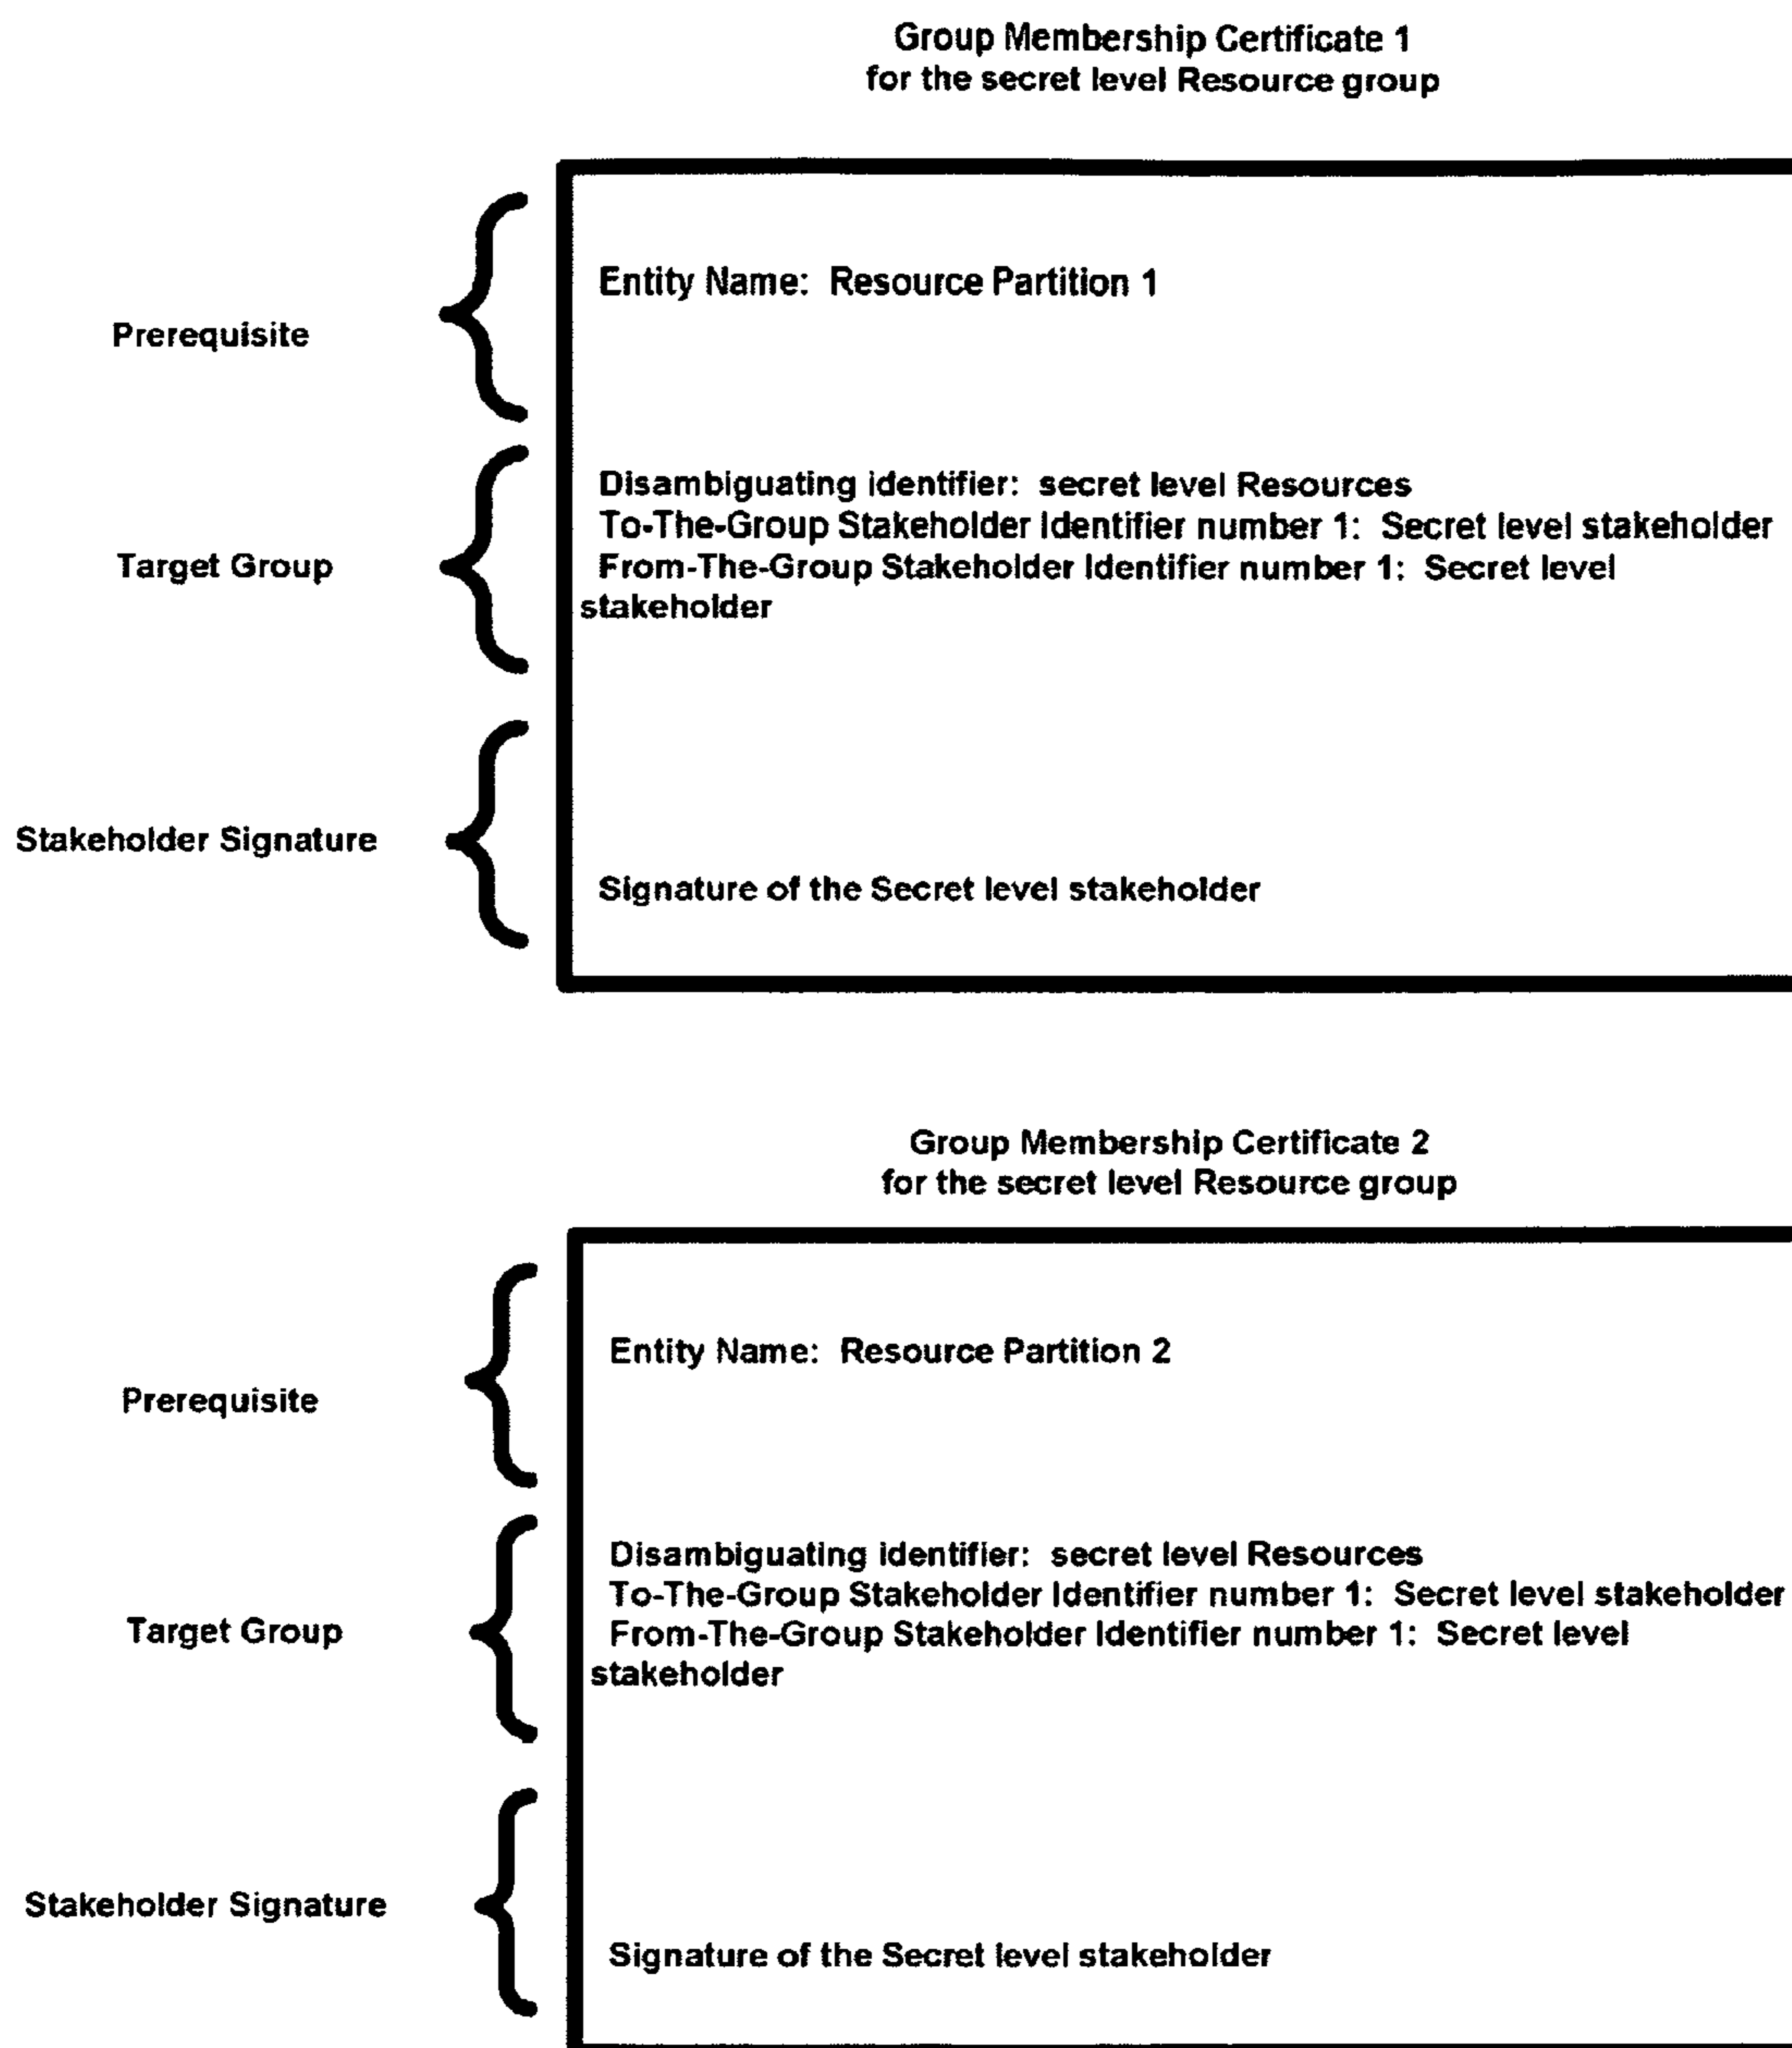 Group Membership Certificate 1
for the secret level Resource group
Prerequisite
Entity Name: Resource Partition 1
Target Group
Disambiguating identifier: secret level Resources
To-The-Group Stakeholder Identifier number 1: Secret level stakeholder
From-The-Group Stakeholder Identifier number 1: Secret level
stakeholder
Stakeholder Signature
Signature of the Secret level stakeholder
Group Membership Certificate 2
for the secret level Resource group
Prerequisite
Entity Name: Resource Partition 2
Target Group
Disambiguating identifier: secret level Resources
To-The-Group Stakeholder Identifier number 1: Secret level stakeholder
From-The-Group Stakeholder Identifier number 1: Secret level
stakeholder
Stakeholder Signature
Signature of the Secret level stakeholder